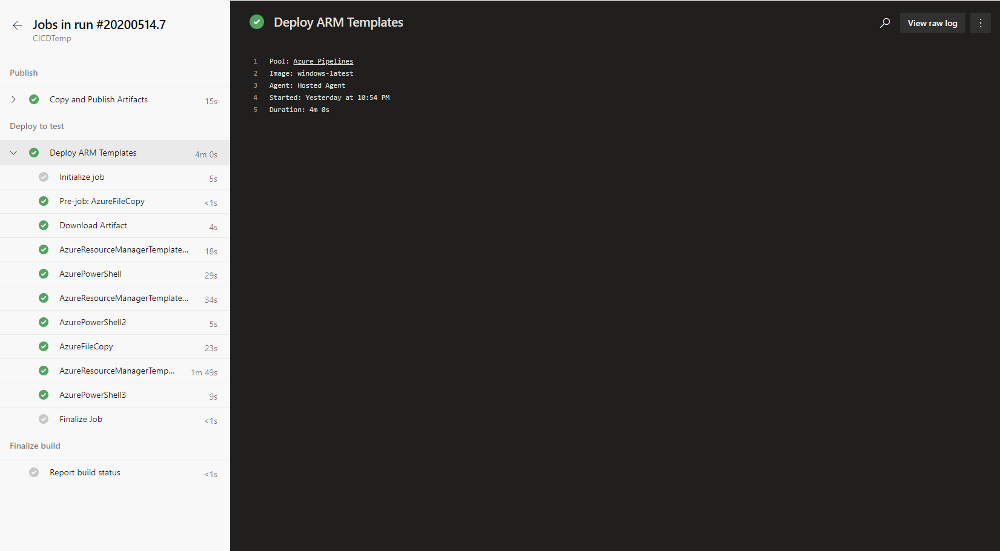 Jobs in run #20200514.7
CICDTemp
Publish
Copy and Publish Artifacts 15s
Deploy to test
Deploy ARM Templates 4m 0s
Initialize job 5s
Pre-job: AzureFileCopy <1s
Download Artifact 4s
AzureResourceManagerTemplate... 18s
AzurePowerShell 29s
AzureResourceManagerTemplate... 34s
AzurePowerShell2 5s
AzureFileCopy 23s
AzureResourceManagerTemp... 1m 49s
AzurePowerShell3 9s
Finalize Job <1s
Finalize build
Report build status <1s
Deploy ARM Templates
View raw log
1 Pool: Azure Pipelines
2 Image: windows-latest
3 Agent: Hosted Agent
4 Started: Yesterday at 10:54 PM
5 Duration: 4m 0s